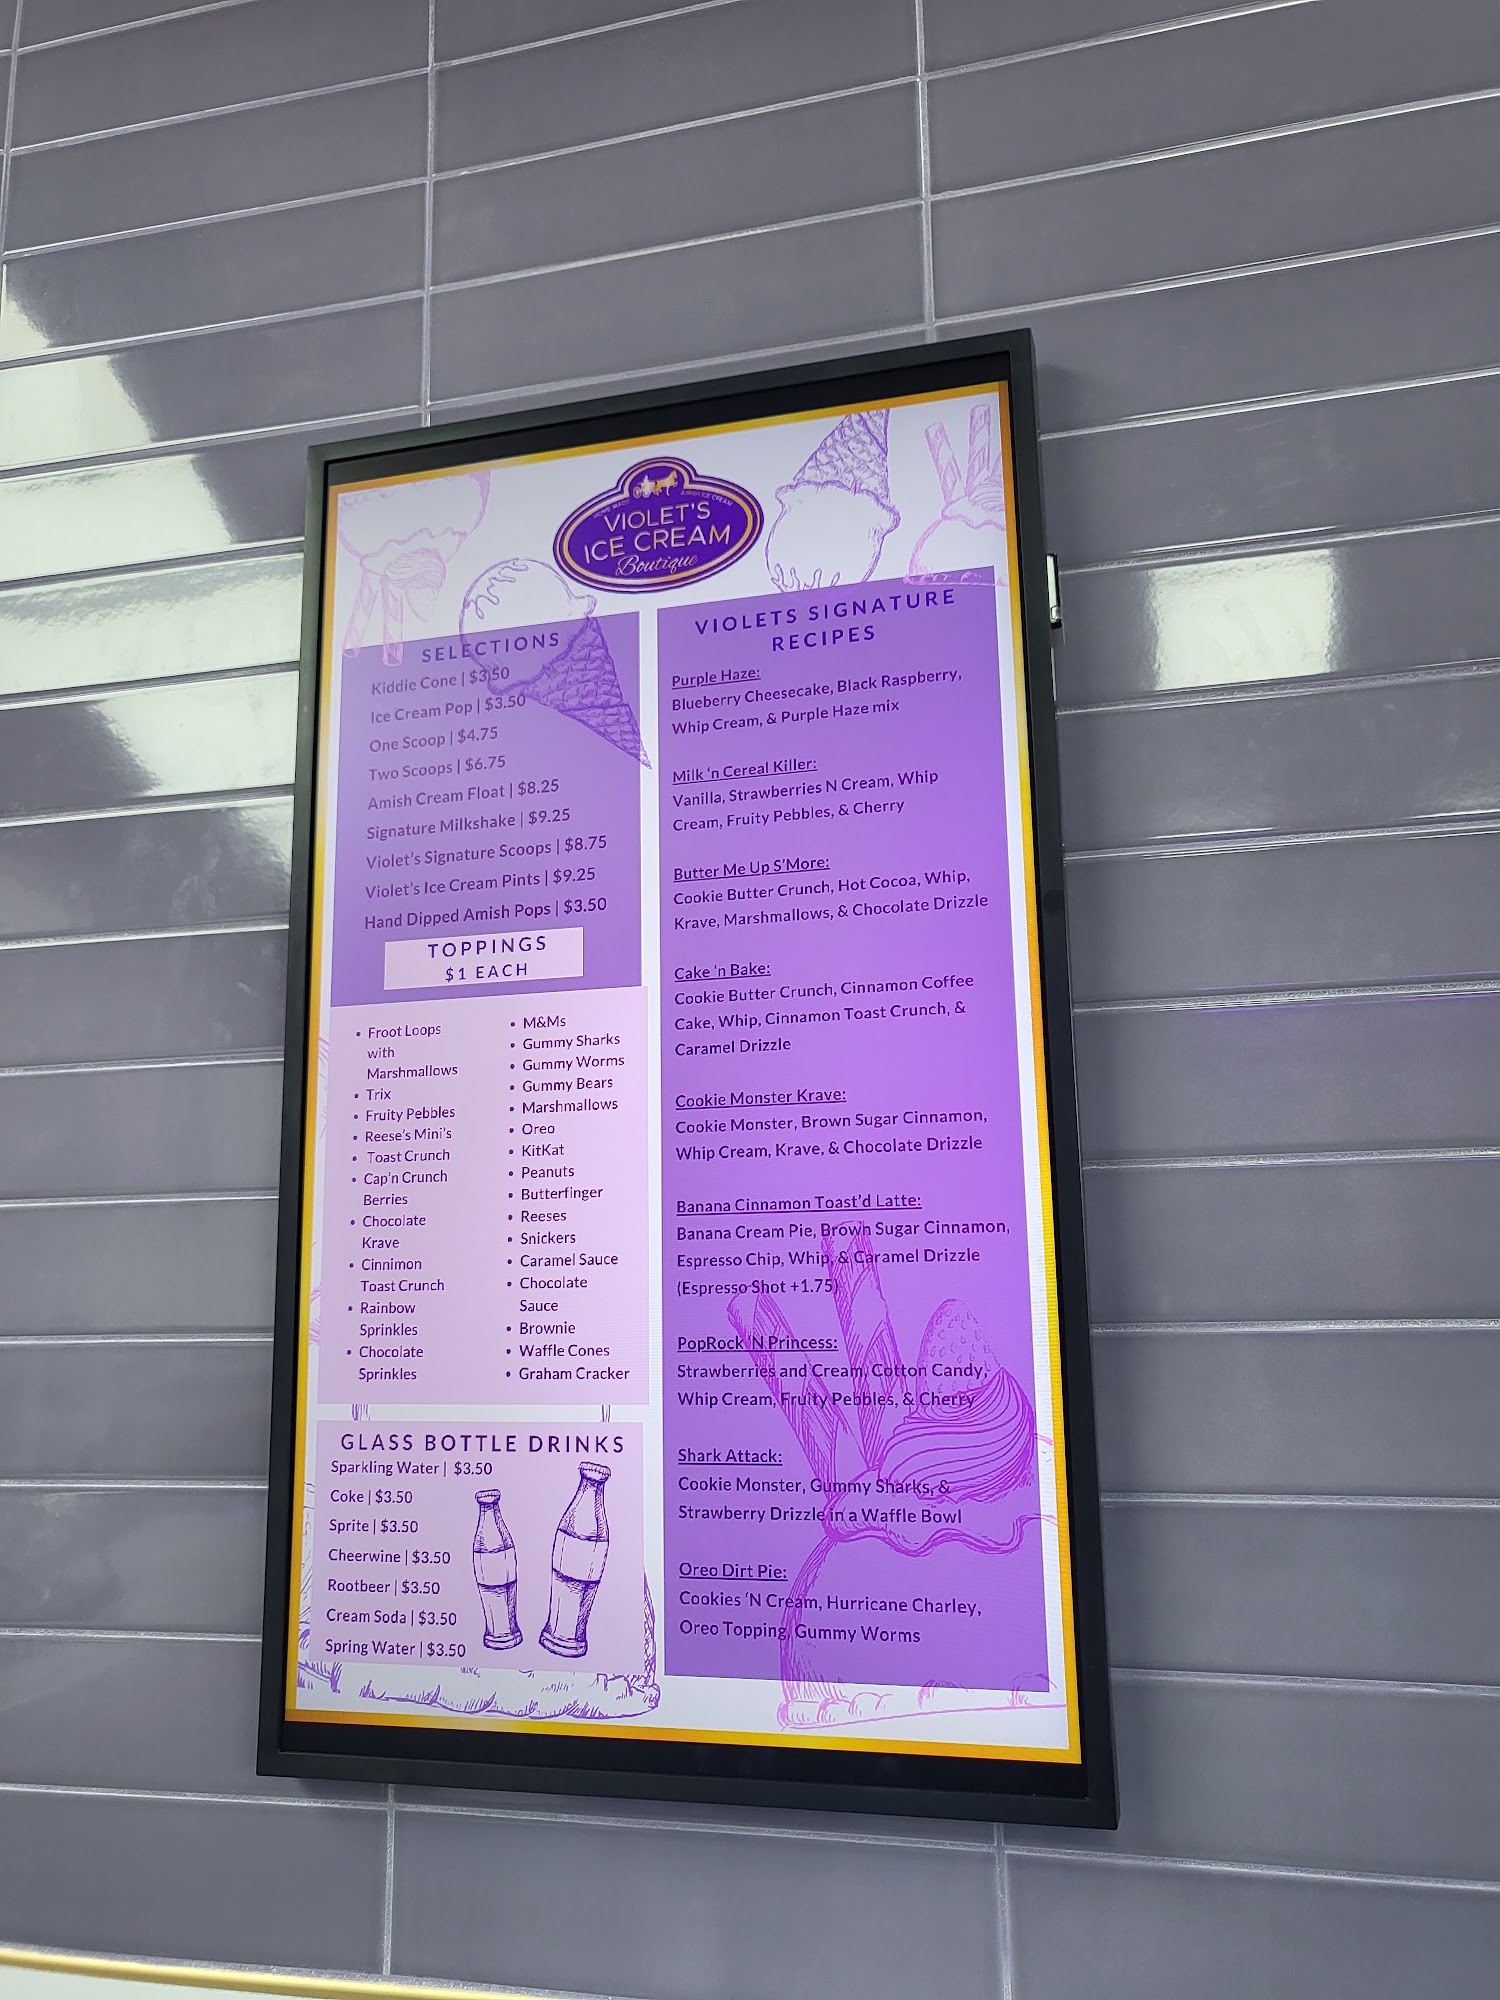 HOME MADE AMISH ICE CREAM
VIOLET'S
ICE CREAM
Boutique
SELECTIONS
Kiddie Cone | $3.50
Ice Cream Pop | $3.50
One Scoop | $4.75
Two Scoops | $6.75
Amish Cream Float | $8.25
Signature Milkshake | $9.25
Violet's Signature Scoops | $8.75
Violet's Ice Cream Pints | $9.25
Hand Dipped Amish Pops | $3.50
TOPPINGS
$1 EACH
• Froot Loops
with
Marshmallows
• Trix
• Fruity Pebbles
• Reese's Mini's
• Toast Crunch
• Cap'n Crunch
Berries
• Chocolate
Krave
• Cinnimon
Toast Crunch
• Rainbow
Sprinkles
• Chocolate
Sprinkles
• M&Ms
• Gummy Sharks
• Gummy Worms
• Gummy Bears
• Marshmallows
• Oreo
• KitKat
• Peanuts
• Butterfinger
• Reeses
• Snickers
• Caramel Sauce
• Chocolate
Sauce
• Brownie
• Waffle Cones
• Graham Cracker
GLASS BOTTLE DRINKS
Sparkling Water | $3.50
Coke | $3.50
Sprite | $3.50
Cheerwine | $3.50
Rootbeer | $3.50
Cream Soda | $3.50
Spring Water | $3.50
VIOLETS SIGNATURE
RECIPES
Purple Haze:
Blueberry Cheesecake, Black Raspberry,
Whip Cream, & Purple Haze mix
Milk 'n Cereal Killer:
Vanilla, Strawberries N Cream, Whip
Cream, Fruity Pebbles, & Cherry
Butter Me Up S'More:
Cookie Butter Crunch, Hot Cocoa, Whip,
Krave, Marshmallows, & Chocolate Drizzle
Cake 'n Bake:
Cookie Butter Crunch, Cinnamon Coffee
Cake, Whip, Cinnamon Toast Crunch, &
Caramel Drizzle
Cookie Monster Krave:
Cookie Monster, Brown Sugar Cinnamon,
Whip Cream, Krave, & Chocolate Drizzle
Banana Cinnamon Toast'd Latte:
Banana Cream Pie, Brown Sugar Cinnamon,
Espresso Chip, Whip, & Caramel Drizzle
(Espresso Shot +1.75)
PopRock 'N Princess:
Strawberries and Cream, Cotton Candy,
Whip Cream, Fruity Pebbles, & Cherry
Shark Attack:
Cookie Monster, Gummy Sharks, &
Strawberry Drizzle in a Waffle Bowl
Oreo Dirt Pie:
Cookies 'N Cream, Hurricane Charley,
Oreo Topping, Gummy Worms